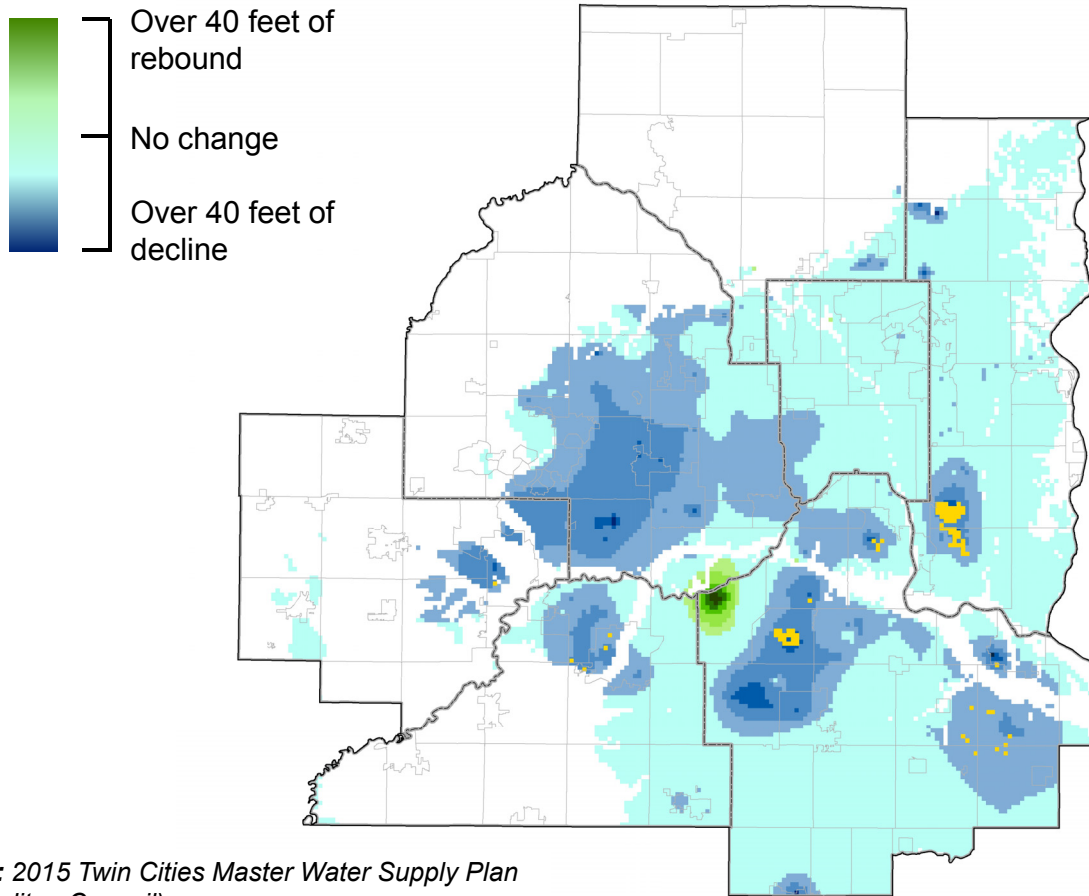 Over 40 feet of
rebound
No change
Over 40 feet of
decline
: 2015 Twin Cities Master Water Supply Plan